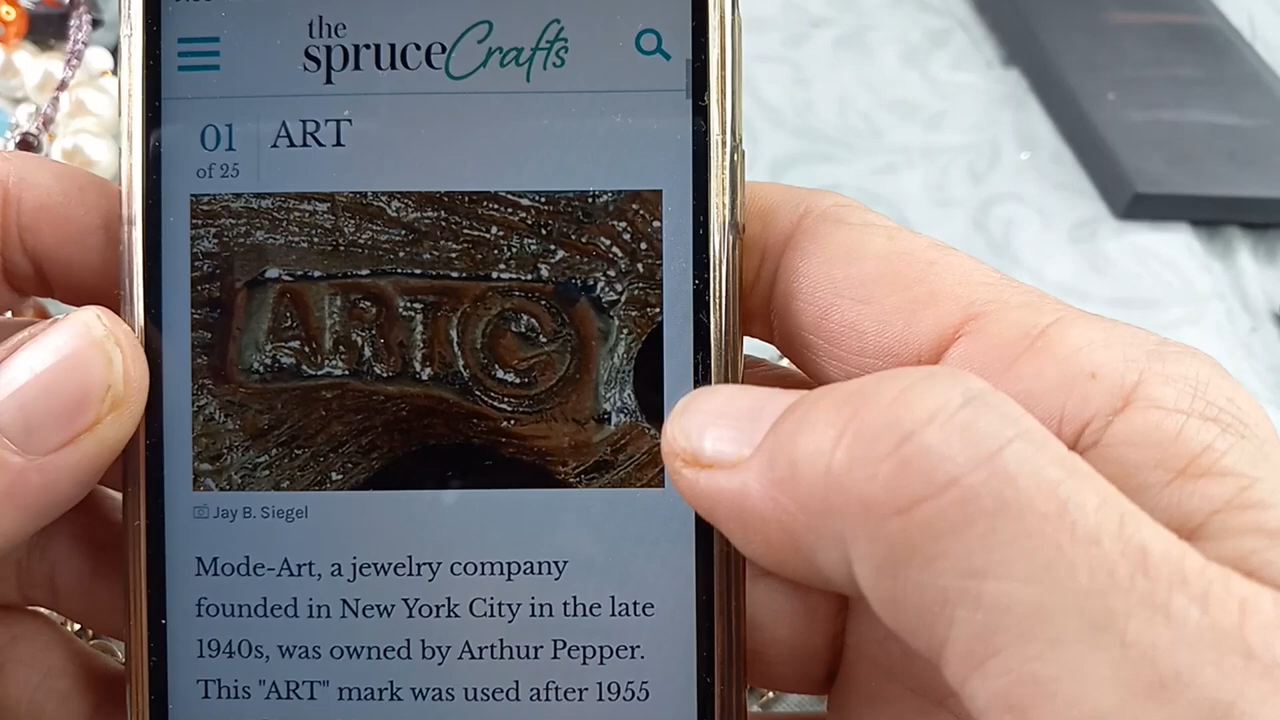 the
spruceCrafts
01
of 25
ART
ART©
Jay B. Siegel
Mode-Art, a jewelry company
founded in New York City in the late
1940s, was owned by Arthur Pepper.
This "ART" mark was used after 1955